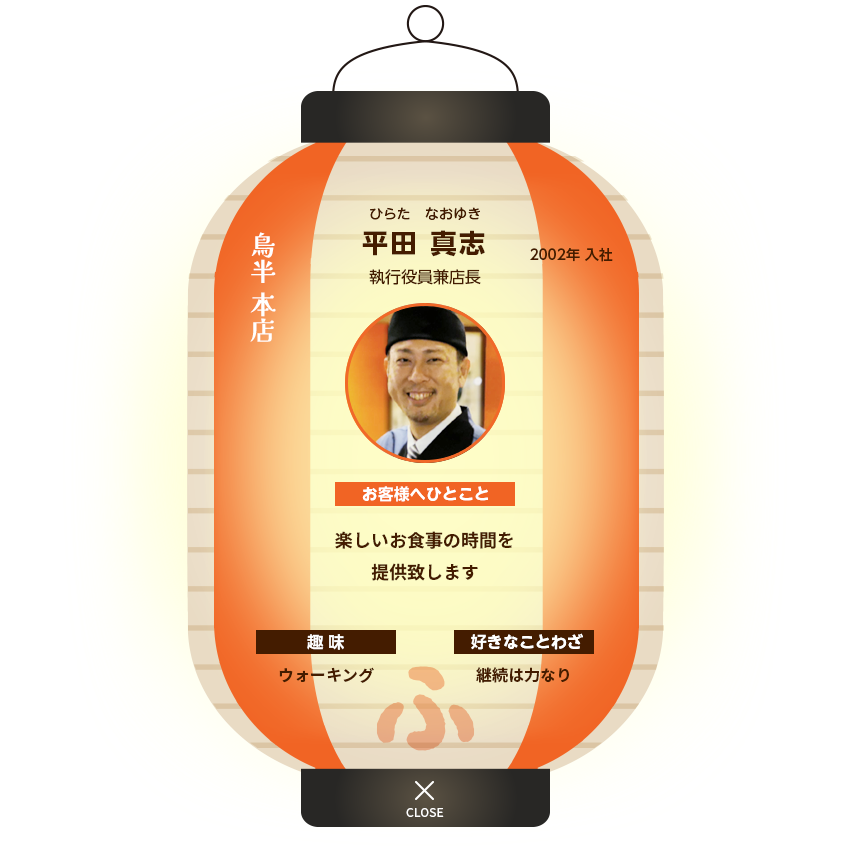 ひらた　なおゆき
平田 真志
執行役員兼店長
2002年 入社
鳥半 本店
お客様へひとこと
楽しいお食事の時間を
提供致します
趣味
ウォーキング
好きなことわざ
継続は力なり
ふ
CLOSE